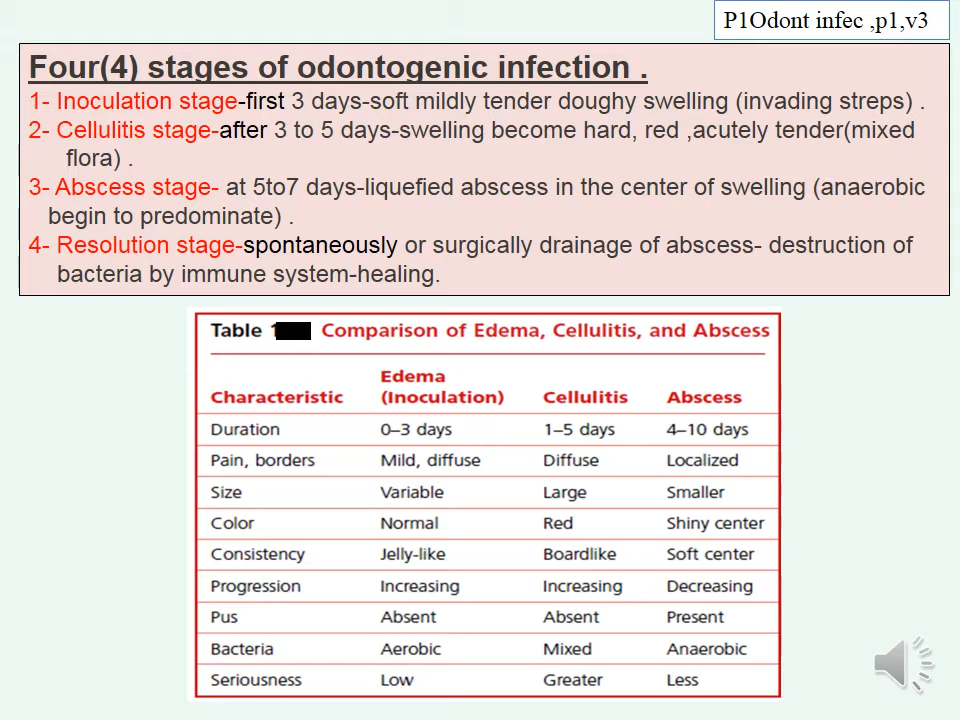 P1Odont infec ,p1,v3
Four(4) stages of odontogenic infection .
1- Inoculation stage-first 3 days-soft mildly tender doughy swelling (invading streps) .
2- Cellulitis stage-after 3 to 5 days-swelling become hard, red ,acutely tender(mixed
flora) .
3- Abscess stage- at 5to7 days-liquefied abscess in the center of swelling (anaerobic
begin to predominate) .
4- Resolution stage-spontaneously or surgically drainage of abscess- destruction of
bacteria by immune system-healing.
Table Comparison of Edema, Cellulitis, and Abscess
Characteristic Edema (Inoculation) Cellulitis Abscess
Duration 0–3 days 1–5 days 4–10 days
Pain, borders Mild, diffuse Diffuse Localized
Size Variable Large Smaller
Color Normal Red Shiny center
Consistency Jelly-like Boardlike Soft center
Progression Increasing Increasing Decreasing
Pus Absent Absent Present
Bacteria Aerobic Mixed Anaerobic
Seriousness Low Greater Less